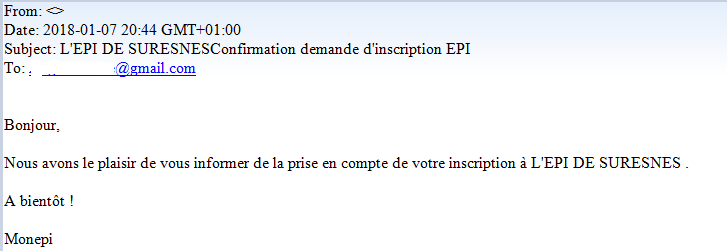 From: <>
Date: 2018-01-07 20:44 GMT+01:00
Subject: L'EPI DE SURESNESConfirmation demande d'inscription EPI
To: @gmail.com
Bonjour,
Nous avons le plaisir de vous informer de la prise en compte de votre inscription à L'EPI DE SURESNES .
A bientôt !
Monepi